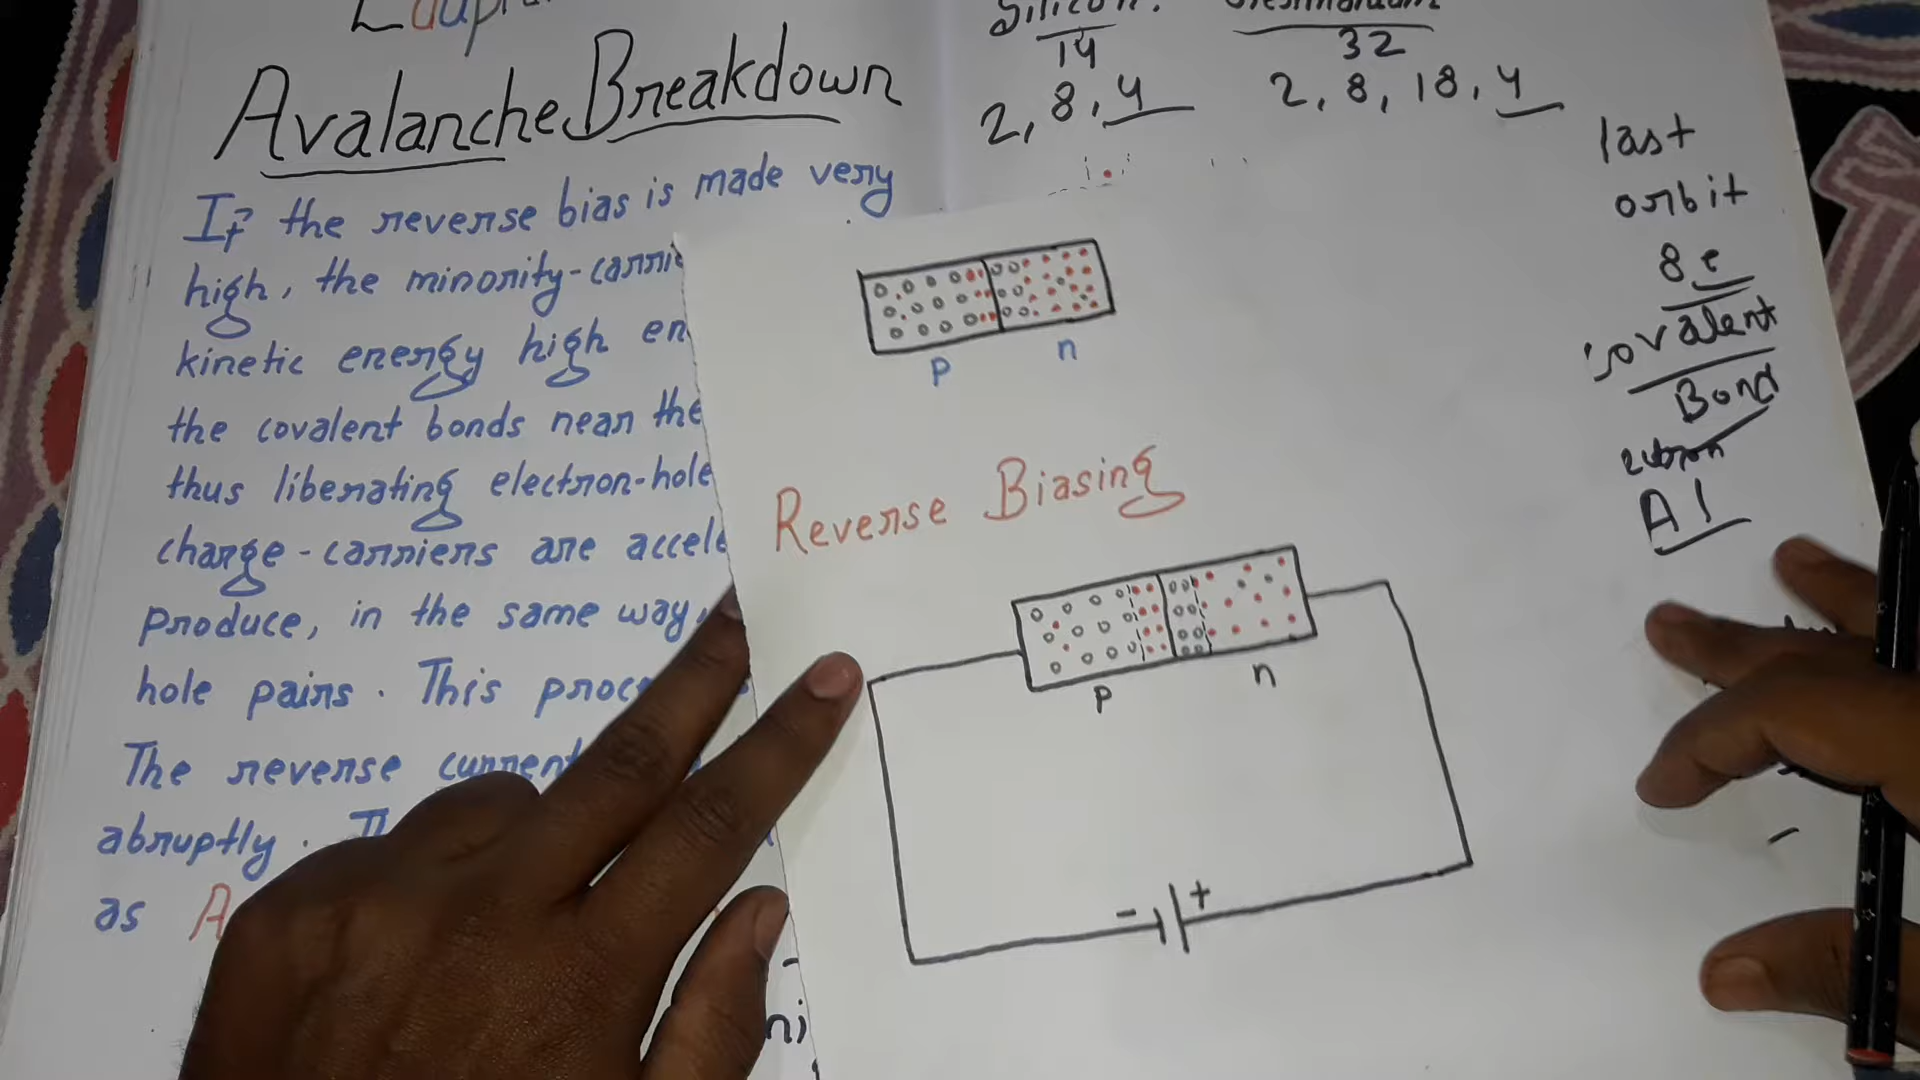 Avalanche Breakdown
If the reverse bias is made very
high, the minority-carrie
kinetic energy high en
the covalent bonds near the
thus liberating electron-hole
charge-carriers are accele
produce, in the same way,
hole pairs. This proce
The reverse current
abruptly. Th
as A
Silicon.
14
2, 8, 4
32
2, 8, 18, 4
last
orbit
8 e
covalent
Bond
Al
p n
Reverse Biasing
p n
- +